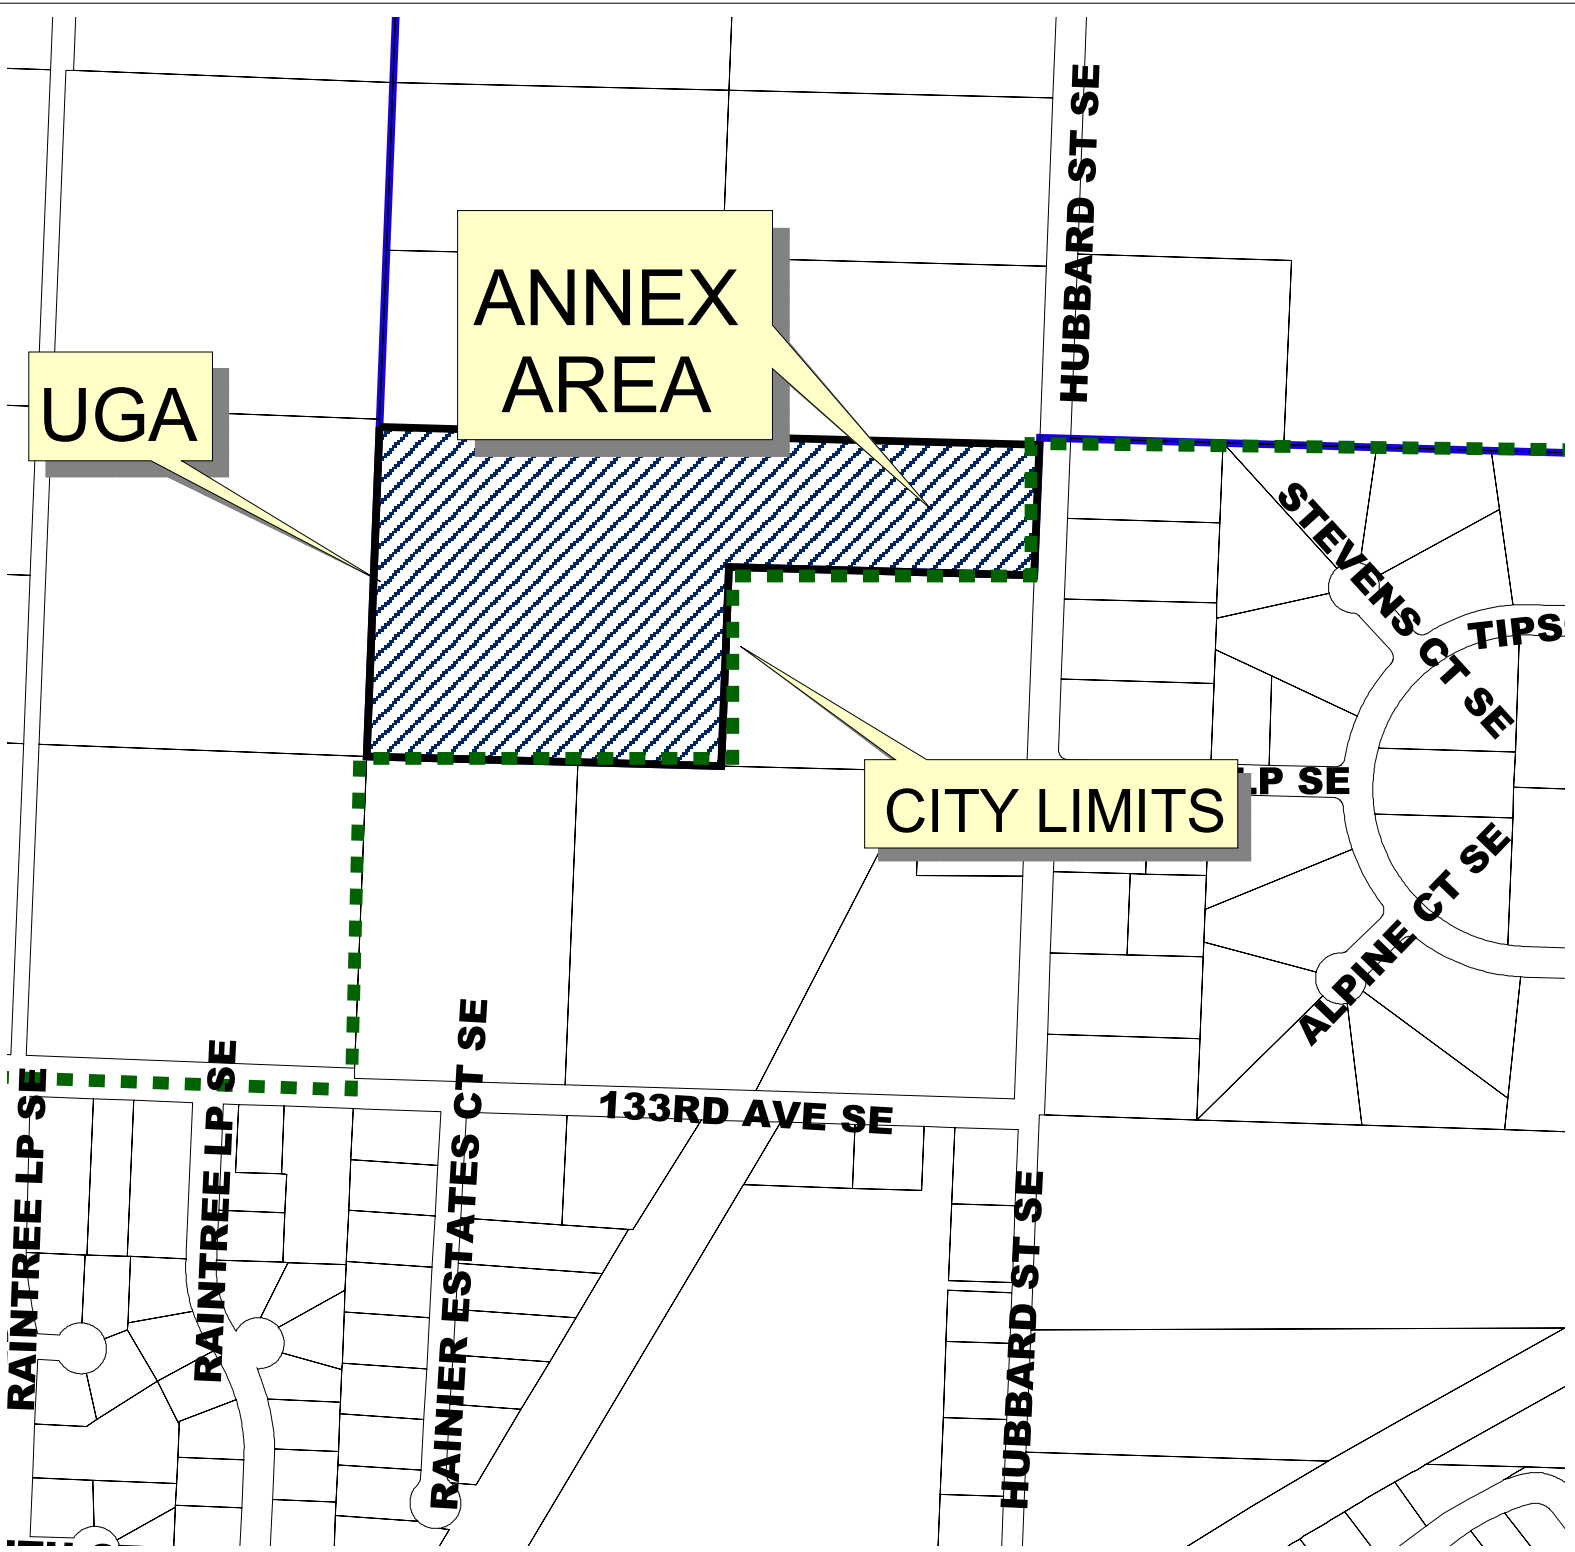 HUBBARD ST SE
ANNEX
AREA
UGA
STEVENS CT SE
TIPS
CITY LIMITS
LP SE
ALPINE CT SE
133RD AVE SE
RAINTREE LP SE
RAINTREE LP SE
RAINIER ESTATES CT SE
HUBBARD ST SE